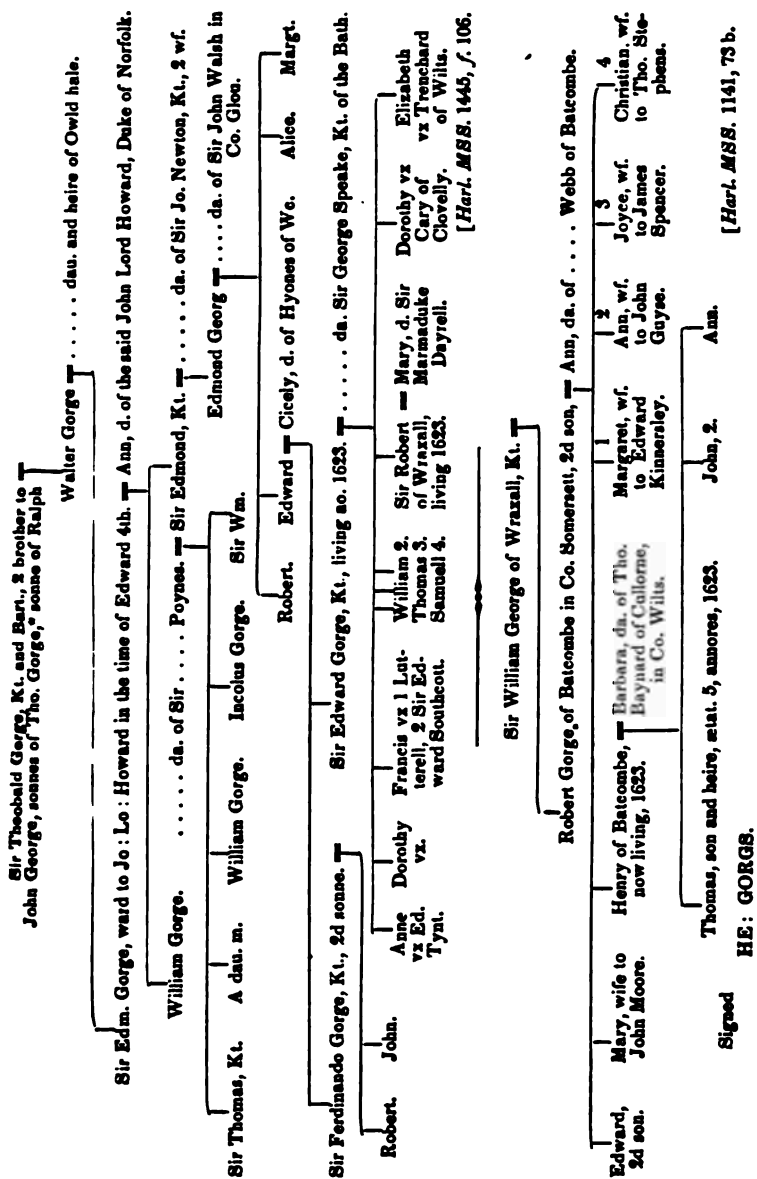 Sir Theobald Gorge, Kt. and Bart., 2 brother to
John George, sonnes of Tho. Gorge," sonne of Ralph
Walter Gorge = . . . . . dau. and heire of Owld hale.
Sir Edm. Gorge, ward to Jo : Lo : Howard in the time of Edward 4th. = Ann, d. of the said John Lord Howard, Duke of Norfolk.
William Gorge. . . . . . da. of Sir . . . . Poynes. = Sir Edmond, Kt. = . . . . . da. of Sir Jo. Newton, Kt., 2 wf.
Sir Thomas, Kt. A dau. m. William Gorge. Incolus Gorge. Sir Wm. Edmond Georg = . . . . da. of Sir John Walsh in
Co. Glou.
Robert. Edward = Cicely, d. of Hyones of We. Alice. Margt.
Sir Ferdinando Gorge, Kt., 2d sonne. = Sir Edward Gorge, Kt., living ao. 1623. = . . . . . da. Sir George Speake, Kt. of the Bath.
Robert. John.
Anne
vx Ed.
Tynt.
Dorothy
vx.
Francis vx 1 Lut-
terell, 2 Sir Ed-
ward Southcott.
William 2.
Thomas 3.
Samuell 4.
Sir Robert
of Wraxall,
living 1623.
= Mary, d. Sir
Marmaduke
Dayrell.
Dorothy vx
Cary of
Clovelly.
Elizabeth
vx Trenchard
of Wilts.
[Harl. MSS. 1445, f. 106.
Sir William George of Wraxall, Kt. =
Robert Gorge, of Batcombe in Co. Somersett, 2d son, = Ann, da. of . . . . Webb of Batcombe.
Edward,
2d son.
Mary, wife to
John Moore.
Henry of Batcombe,
now living, 1623.
= Barbara, da. of Tho.
Baynard of Cullorne,
in Co. Wilts.
1
Margaret, wf.
to Edward
Kinnersley.
2
Ann, wf.
to John
Guyse.
3
Joyce, wf.
to James
Spencer.
4
Christian. wf.
to Tho. Ste-
phens.
Thomas, son and heire, ætat. 5, annores, 1623. John, 2. Ann.
[Harl. MSS. 1141, 73 b.
Signed
HE: GORGS.